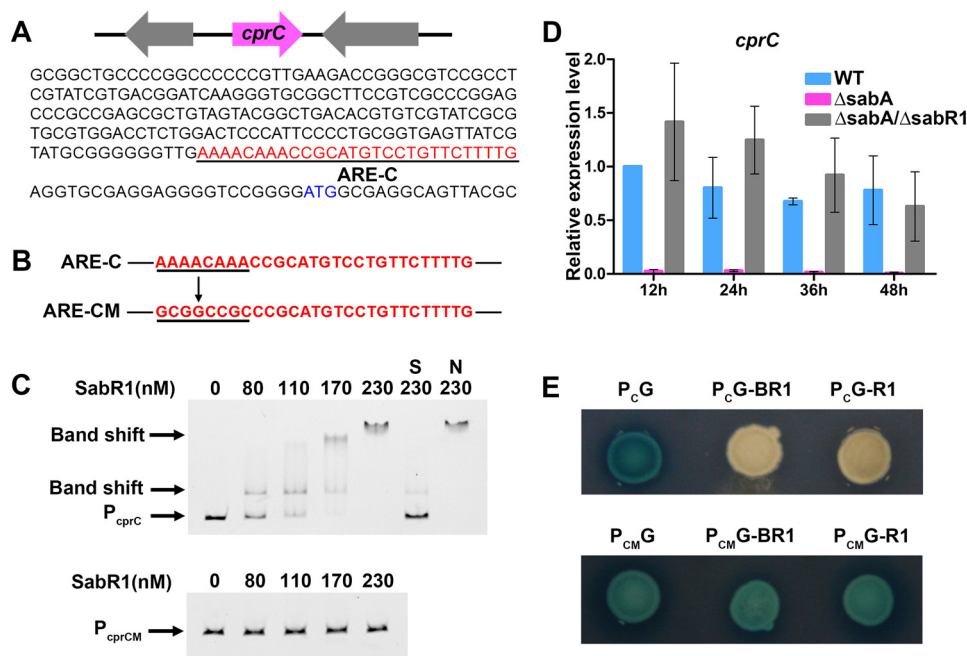 A
cprC
GCGGCTGCCCCGGCCCCCCGTTGAAGACCGGGCGTCCGCCT
CGTATCGTGACGGATCAAGGGTGCGGCTTCCGTCGCCCGGAG
CCCGCCGAGCGCTGTAGTACGGCTGACACGTGTCGTATCGCG
TGCGTGGACCTCTGGACTCCCATTCCCCTGCGGTGAGTTATCG
TATGCGGGGGGTTGAAAACAAACCGCATGTCCTGTTCTTTTG
ARE-C
AGGTGCGAGGAGGGGTCCGGGGATGGCGAGGCAGTTACGC
B
ARE-C AAAACAAACCGCATGTCCTGTTCTTTTG
ARE-CM GCGGCCGCCCGCATGTCCTGTTCTTTTG
C
S N
SabR1(nM) 0 80 110 170 230 230 230
Band shift
Band shift
PcprC
SabR1(nM) 0 80 110 170 230
PcprCM
D
cprC
Relative expression level
2.0
1.5
1.0
0.5
0.0
WT
ΔsabA
ΔsabA/ΔsabR1
12h 24h 36h 48h
E
PCG PCG-BR1 PCG-R1
PCMG PCMG-BR1 PCMG-R1